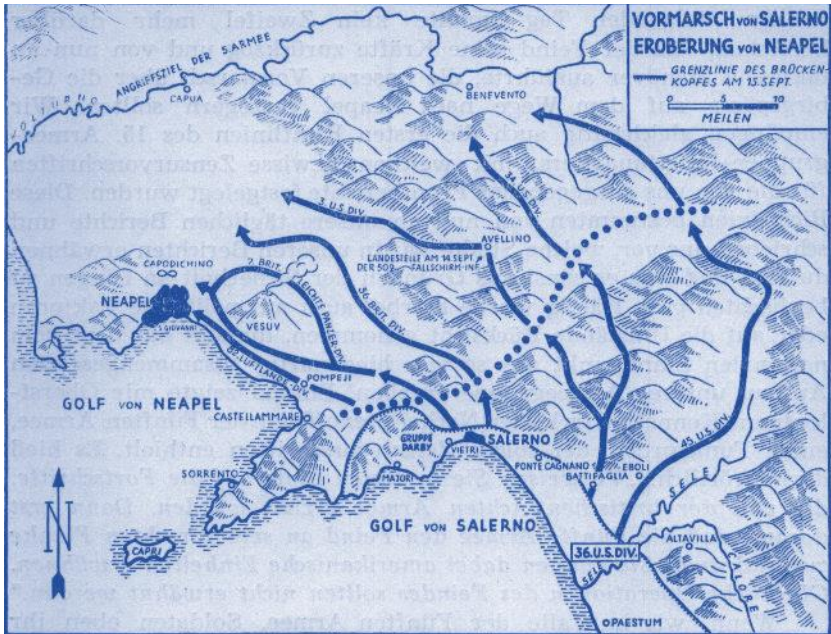 VORMARSCH VON SALERNO
EROBERUNG VON NEAPEL
GRENZLINIE DES BRÜCKEN-
KOPFES AM 15.SEPT.
0 5 10
MEILEN
VOLTURNO
ANGRIFFSZIEL DER 5.ARMEE
CAPUA
BENEVENTO
3. U.S. DIV.
34. U.S. DIV.
AVELLINO
LANDESTELLE AM 14.SEPT.
DER 509. FALLSCHIRM-INF.
CAPODICHINO
7. BRIT. (LEICHTE) PANZER DIV.
36 BRIT. DIV.
NEAPEL
S. GIOVANNI
VESUV
82. LUFTLANDE-DIV.
POMPEJI
GOLF VON NEAPEL
CASTELLAMMARE
GRUPPE
DARBY
VIETRI
SALERNO
PONTE CAGNANO
BATTIPAGLIA
EBOLI
45. U.S. DIV.
SELE
SORRENTO
MAJORI
GOLF VON SALERNO
N
CAPRI
36.U.S.DIV.
ALTAVILLA
CALORE
SELE
PAESTUM